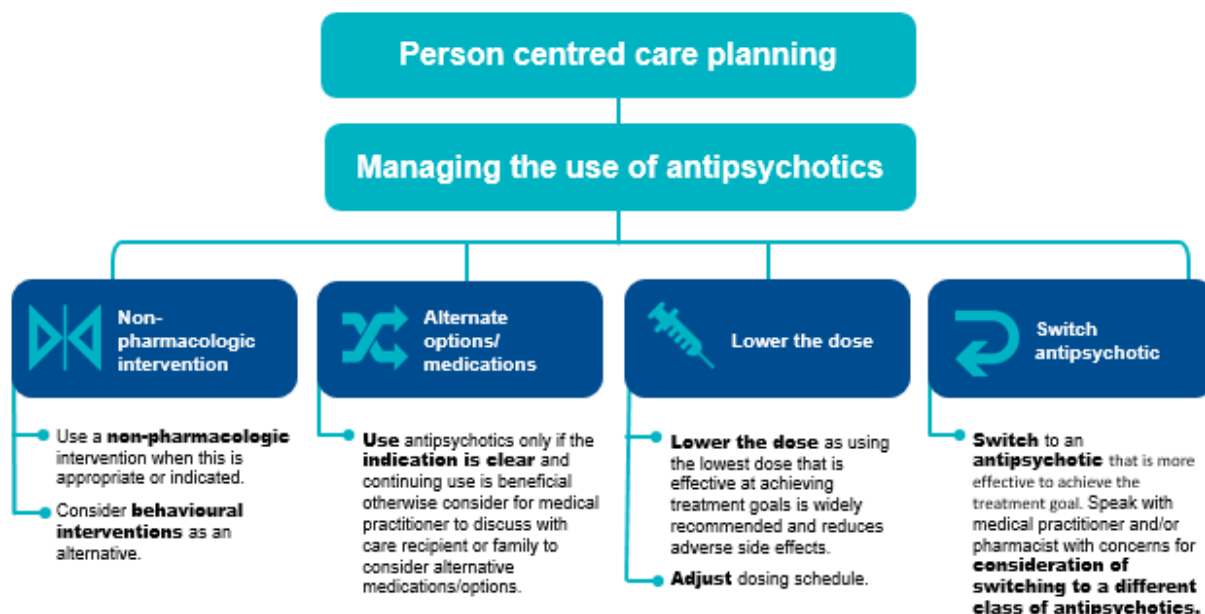 Person centred care planning
Managing the use of antipsychotics
Non-
pharmacologic
intervention
Use a non-pharmacologic
intervention when this is
appropriate or indicated.
Consider behavioural
interventions as an
alternative.
Alternate
options/
medications
Use antipsychotics only if the
indication is clear and
continuing use is beneficial
otherwise consider for medical
practitioner to discuss with
care recipient or family to
consider alternative
medications/options.
Lower the dose
Lower the dose as using
the lowest dose that is
effective at achieving
treatment goals is widely
recommended and reduces
adverse side effects.
Adjust dosing schedule.
Switch
antipsychotic
Switch to an
antipsychotic that is more
effective to achieve the
treatment goal. Speak with
medical practitioner and/or
pharmacist with concerns for
consideration of
switching to a different
class of antipsychotics.